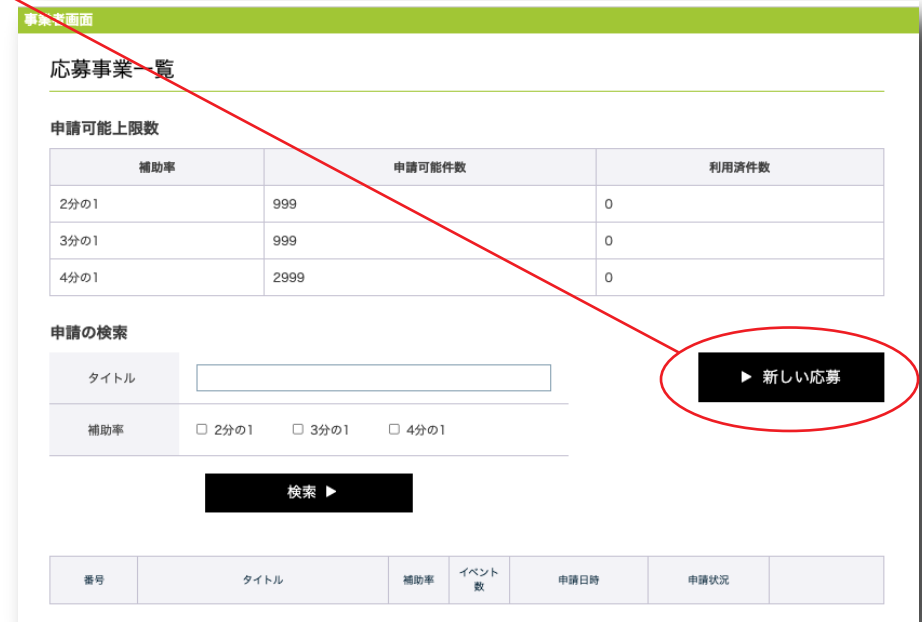 事業者画面
応募事業一覧
申請可能上限数
補助率 申請可能件数 利用済件数
2分の1 999 0
3分の1 999 0
4分の1 2999 0
申請の検索
タイトル
▶ 新しい応募
補助率 2分の1 3分の1 4分の1
検索 ▶
番号 タイトル 補助率 イベント数 申請日時 申請状況